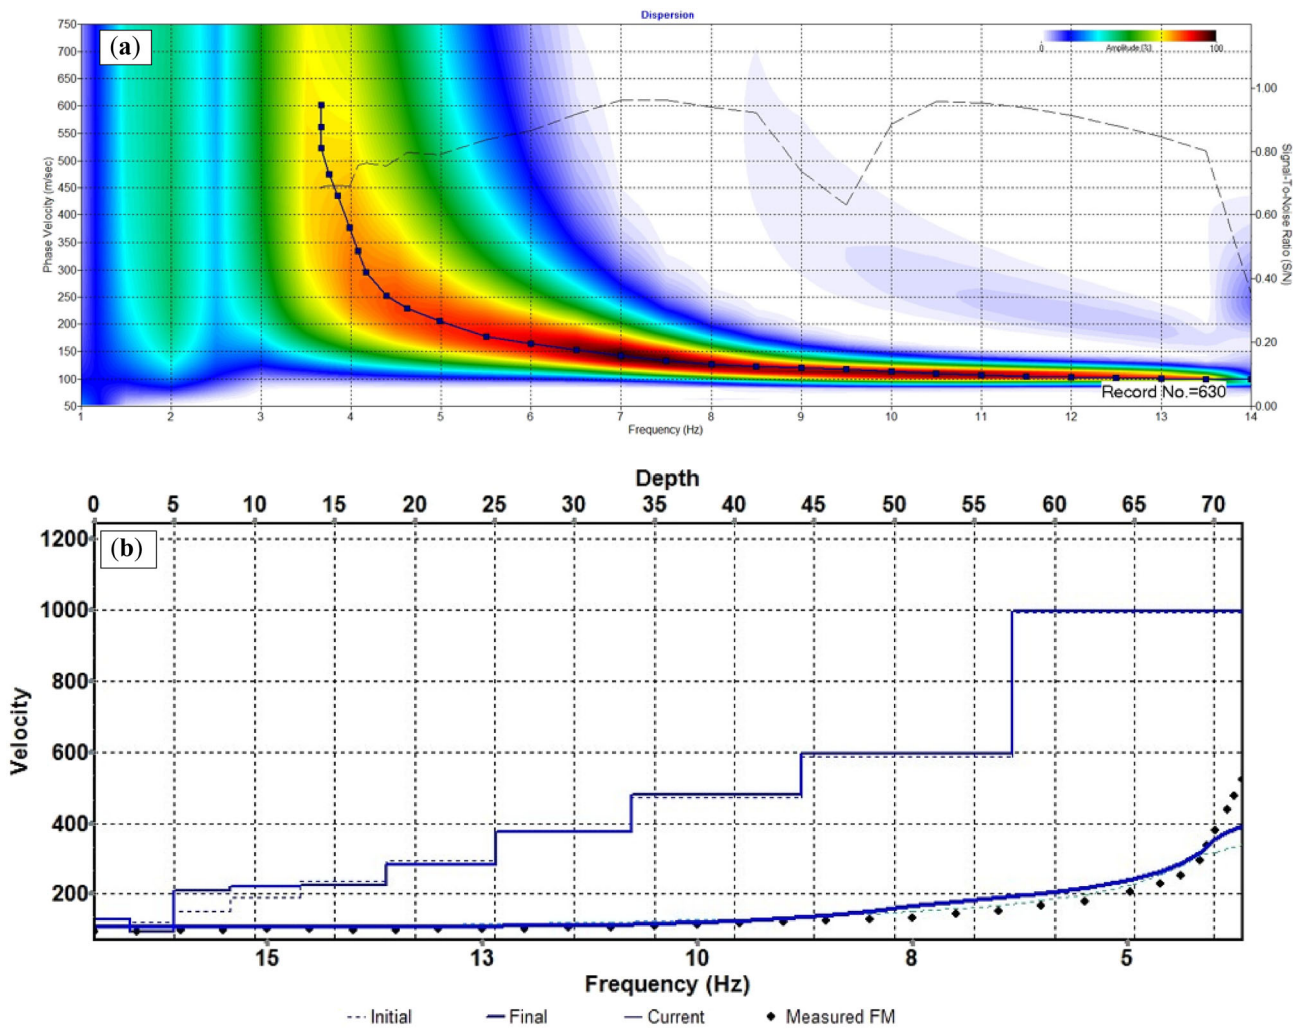 Dispersion
(a)
0 Amplitude (%) 100
750
700
650
600
550
500
450
400
350
300
250
200
150
100
50
Phase Velocity (m/sec)
1.00
0.80
0.60
0.40
0.20
0.00
Signal-To-Noise Ratio (S/N)
Record No.=630
1 2 3 4 5 6 7 8 9 10 11 12 13 14
Frequency (Hz)
Depth
0 5 10 15 20 25 30 35 40 45 50 55 60 65 70
(b)
1200
1000
800
600
400
200
Velocity
15 13 10 8 5
Frequency (Hz)
Initial Final Current Measured FM